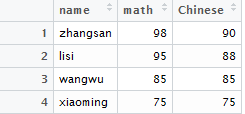 name math Chinese
1 zhangsan 98 90
2 lisi 95 88
3 wangwu 85 85
4 xiaoming 75 75